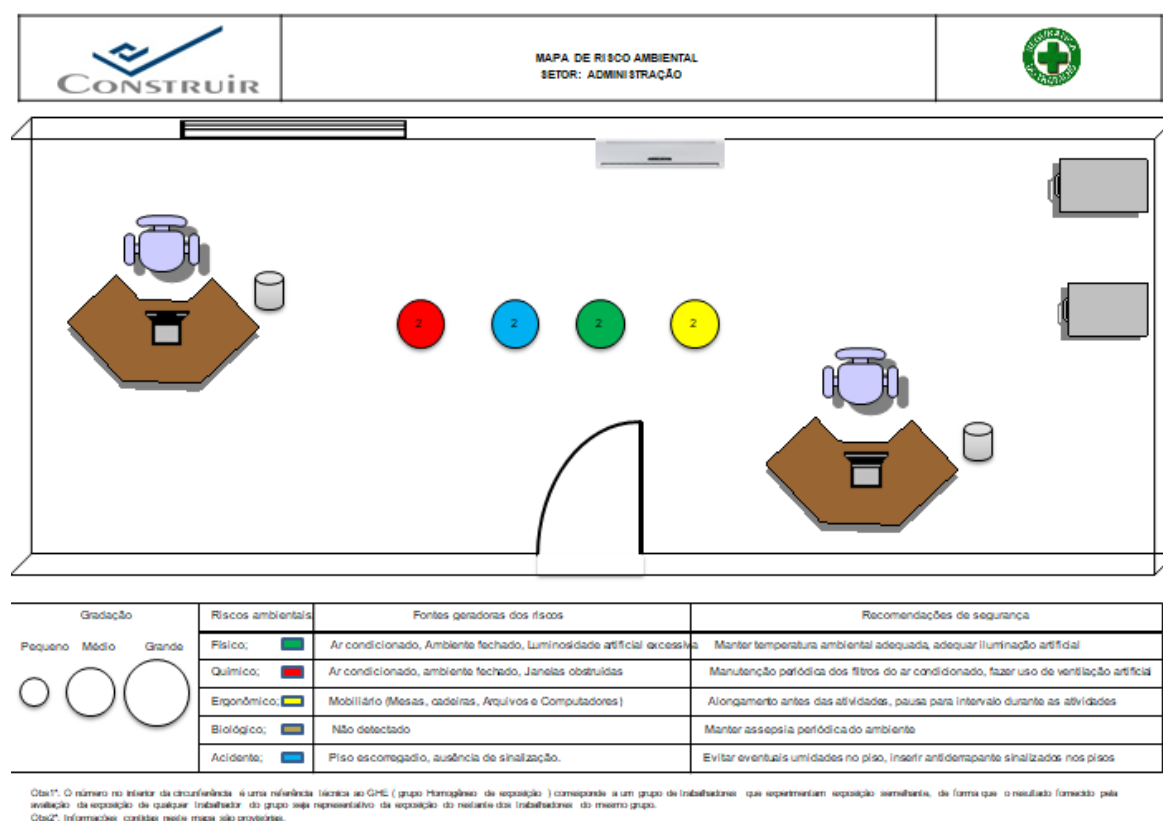 CONSTRUIR
MAPA DE RISCO AMBIENTAL
SETOR: ADMINISTRAÇÃO
SEGURANÇA
DO TRABALHO
2 2 2 2
Gradação Riscos ambientais Fontes geradoras dos riscos Recomendações de segurança
Pequeno Médio Grande
Físico; Ar condicionado, Ambiente fechado, Luminosidade artificial excessiva Manter temperatura ambiental adequada, adequar iluminação artificial
Químico; Ar condicionado, ambiente fechado, Janelas obstruídas Manutenção periódica dos filtros do ar condicionado, fazer uso de ventilação artificial
Ergonômico; Mobiliário (Mesas, cadeiras, Arquivos e Computadores) Alongamento antes das atividades, pausa para intervalo durante as atividades
Biológico; Não detectado Manter assepsia periódica do ambiente
Acidente; Piso escorregadio, ausência de sinalização. Evitar eventuais umidades no piso, inserir antiderrapante sinalizados nos pisos
Obs1*. O número no interior da circunferência é uma referência técnica ao GHE ( grupo Homogêneo de exposição ) corresponde a um grupo de trabalhadores que experimentam exposição semelhante, de forma que o resultado fornecido pela
avaliação da exposição de qualquer trabalhador do grupo seja representativo da exposição do restante dos trabalhadores do mesmo grupo.
Obs2*. Informações contidas neste mapa são provisórias.